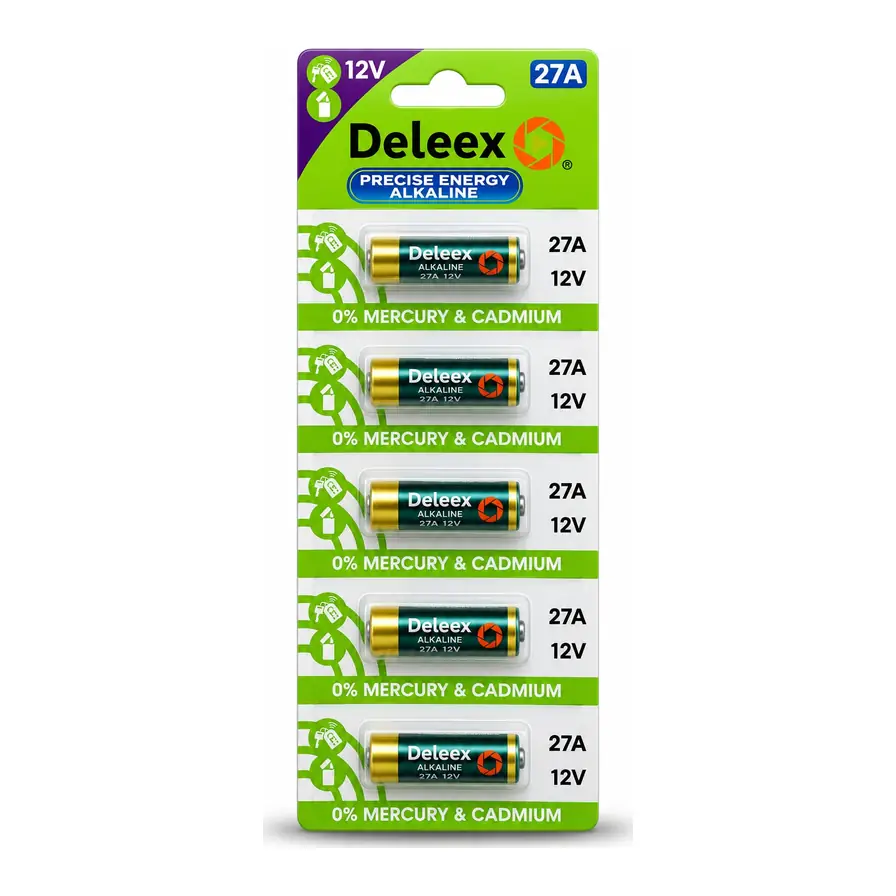 12V
27A
Deleex
®
PRECISE ENERGY
ALKALINE
Deleex
ALKALINE
27A 12V
27A
12V
0% MERCURY & CADMIUM
Deleex
ALKALINE
27A 12V
27A
12V
0% MERCURY & CADMIUM
Deleex
ALKALINE
27A 12V
27A
12V
0% MERCURY & CADMIUM
Deleex
ALKALINE
27A 12V
27A
12V
0% MERCURY & CADMIUM
Deleex
ALKALINE
27A 12V
27A
12V
0% MERCURY & CADMIUM